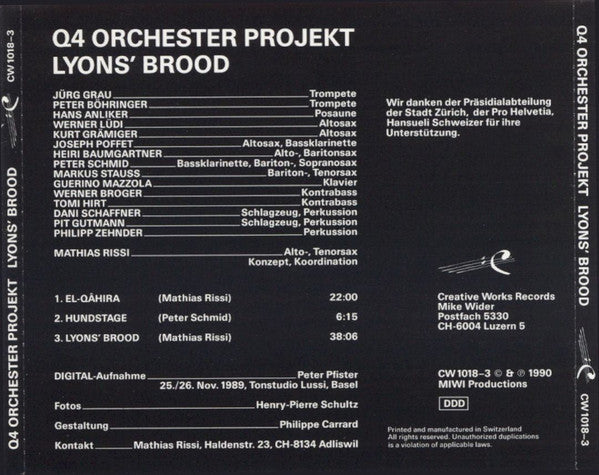 CW 1018-3
Q4 ORCHESTER PROJEKT LYONS' BROOD
Q4 ORCHESTER PROJEKT
LYONS' BROOD
JÜRG GRAU Trompete
PETER BÖHRINGER Trompete
HANS ANLIKER Posaune
WERNER LÜDI Altosax
KURT GRÄMIGER Altosax
JOSEPH POFFET Altosax, Bassklarinette
HEIRI BAUMGARTNER Alto-, Baritonsax
PETER SCHMID Bassklarinette, Bariton-, Sopranosax
MARKUS STAUSS Bariton-, Tenorsax
GUERINO MAZZOLA Klavier
WERNER BROGER Kontrabass
TOMI HIRT Kontrabass
DANI SCHAFFNER Schlagzeug, Perkussion
PIT GUTMANN Schlagzeug, Perkussion
PHILIPP ZEHNDER Perkussion
MATHIAS RISSI Alto-, Tenorsax
Konzept, Koordination
1. EL-QÂHIRA (Mathias Rissi) 22:00
2. HUNDSTAGE (Peter Schmid) 6:15
3. LYONS' BROOD (Mathias Rissi) 38:06
DIGITAL-Aufnahme Peter Pfister
25./26. Nov. 1989, Tonstudio Lussi, Basel
Fotos Henry-Pierre Schultz
Gestaltung Philippe Carrard
Kontakt Mathias Rissi, Haldenstr. 23, CH-8134 Adliswil
Wir danken der Präsidialabteilung
der Stadt Zürich, der Pro Helvetia,
Hansueli Schweizer für ihre
Unterstützung.
Creative Works Records
Mike Wider
Postfach 5330
CH-6004 Luzern 5
CW 1018-3 © & ℗ 1990
MIWI Productions
DDD
Printed and manufactured in Switzerland
All rights reserved. Unauthorized duplications
is a violation of applicable laws.
Q4 ORCHESTER PROJEKT LYONS' BROOD
CW 1018-3